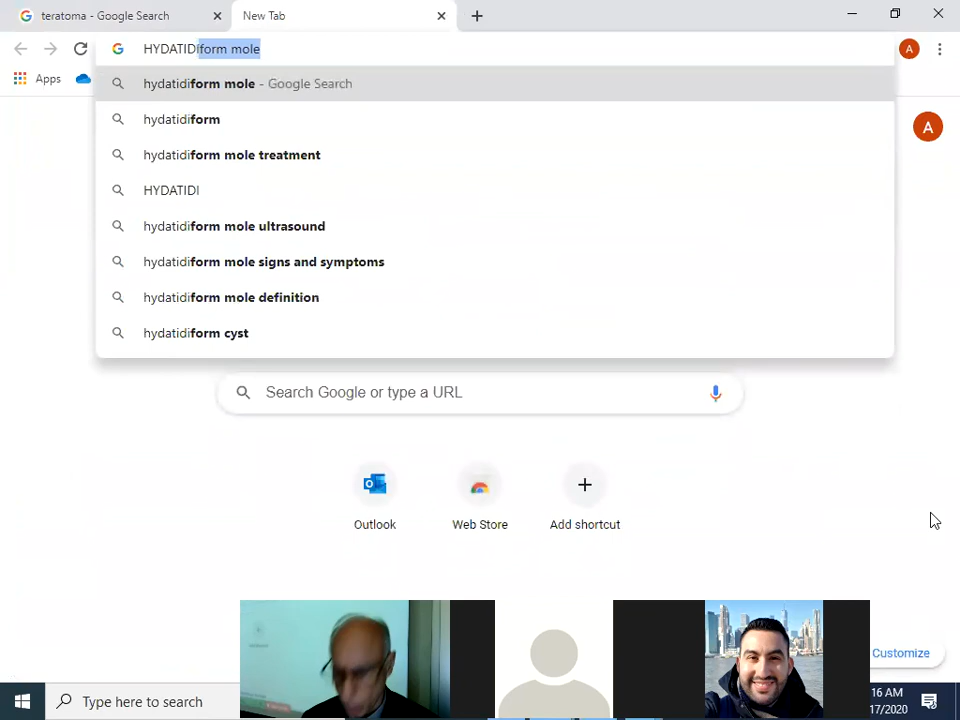 teratoma - Google Search
New Tab
HYDATIDIform mole
A
Apps
hydatidiform mole - Google Search
hydatidiform
A
hydatidiform mole treatment
HYDATIDI
hydatidiform mole ultrasound
hydatidiform mole signs and symptoms
hydatidiform mole definition
hydatidiform cyst
Search Google or type a URL
Outlook
Web Store
Add shortcut
Customize
Type here to search
16 AM
17/2020